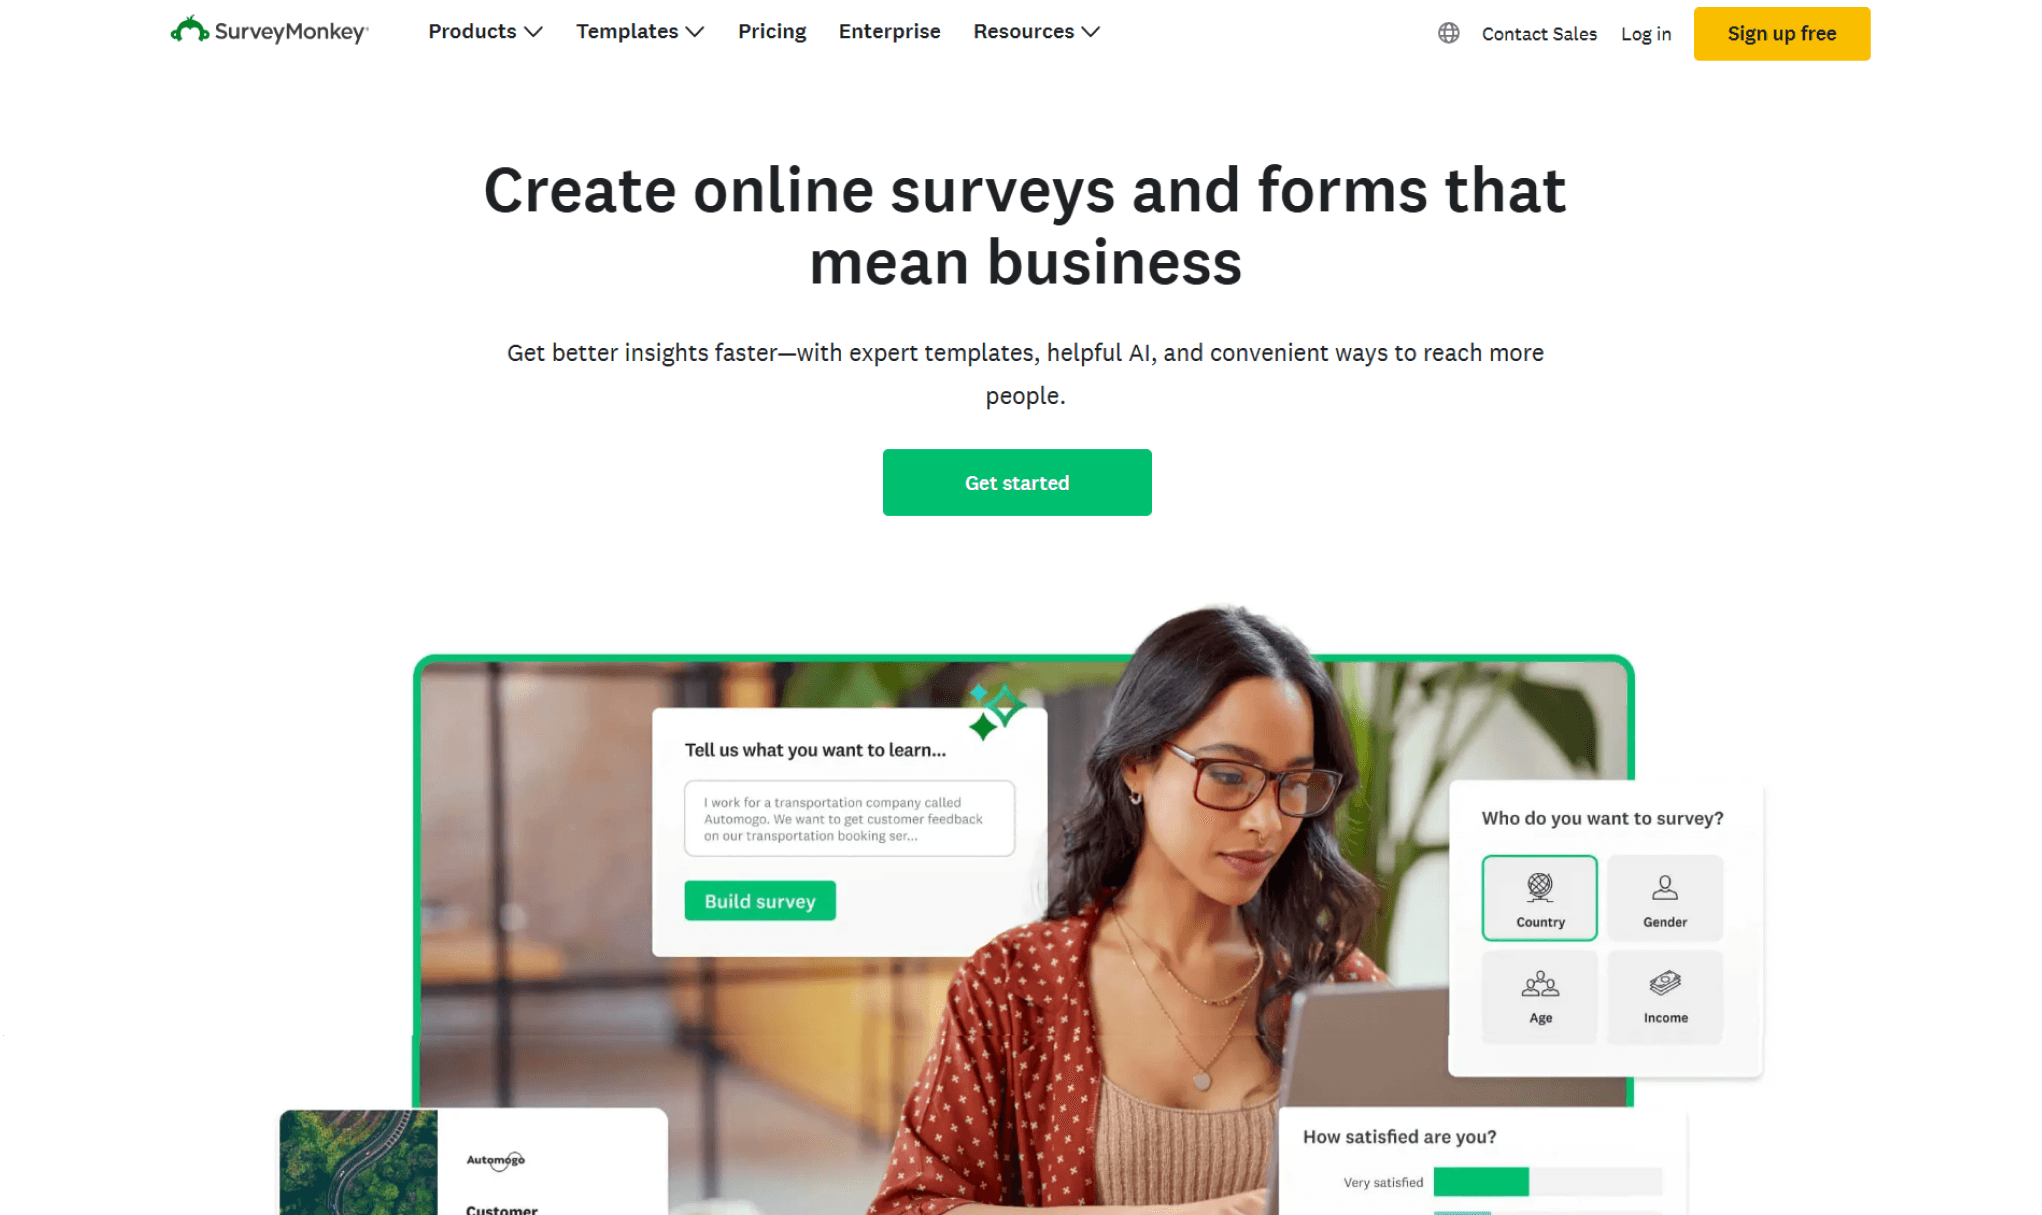 SurveyMonkey
Products
Templates
Pricing
Enterprise
Resources
Contact Sales
Log in
Sign up free
Create online surveys and forms that
mean business
Get better insights faster—with expert templates, helpful AI, and convenient ways to reach more
people.
Get started
Tell us what you want to learn...
I work for a transportation company called
Automogo. We want to get customer feedback
on our transportation booking ser...
Build survey
Who do you want to survey?
Country
Gender
Age
Income
Automogo
Customer
How satisfied are you?
Very satisfied